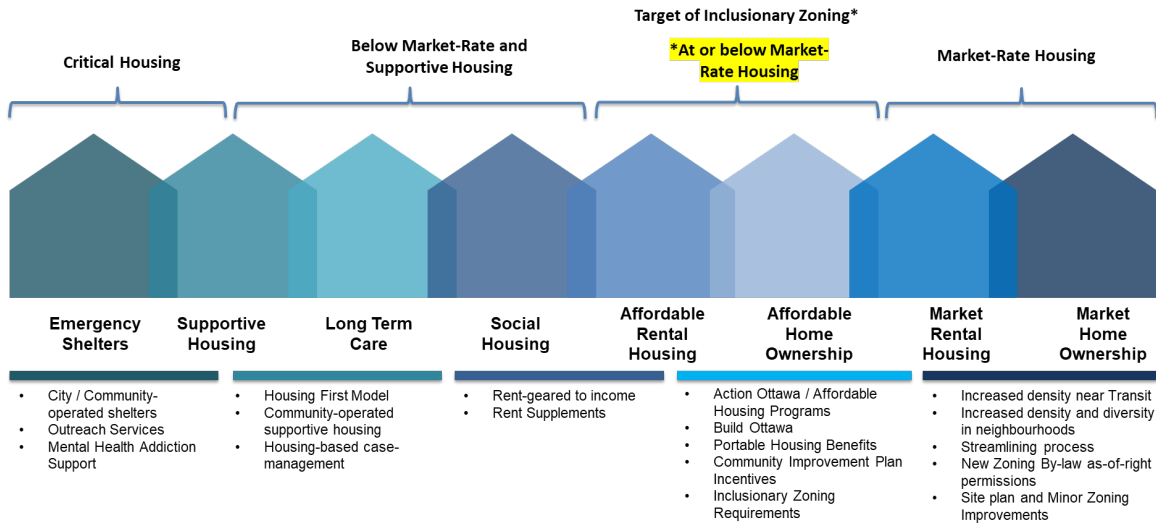 Target of Inclusionary Zoning*
Critical Housing
Below Market-Rate and
Supportive Housing
*At or below Market-
Rate Housing
Market-Rate Housing
Emergency
Shelters
Supportive
Housing
Long Term
Care
Social
Housing
Affordable
Rental
Housing
Affordable
Home
Ownership
Market
Rental
Housing
Market
Home
Ownership
• City / Community-
operated shelters
• Outreach Services
• Mental Health Addiction
Support
• Housing First Model
• Community-operated
supportive housing
• Housing-based case-
management
• Rent-geared to income
• Rent Supplements
• Action Ottawa / Affordable
Housing Programs
• Build Ottawa
• Portable Housing Benefits
• Community Improvement Plan
Incentives
• Inclusionary Zoning
Requirements
• Increased density near Transit
• Increased density and diversity
in neighbourhoods
• Streamlining process
• New Zoning By-law as-of-right
permissions
• Site plan and Minor Zoning
Improvements